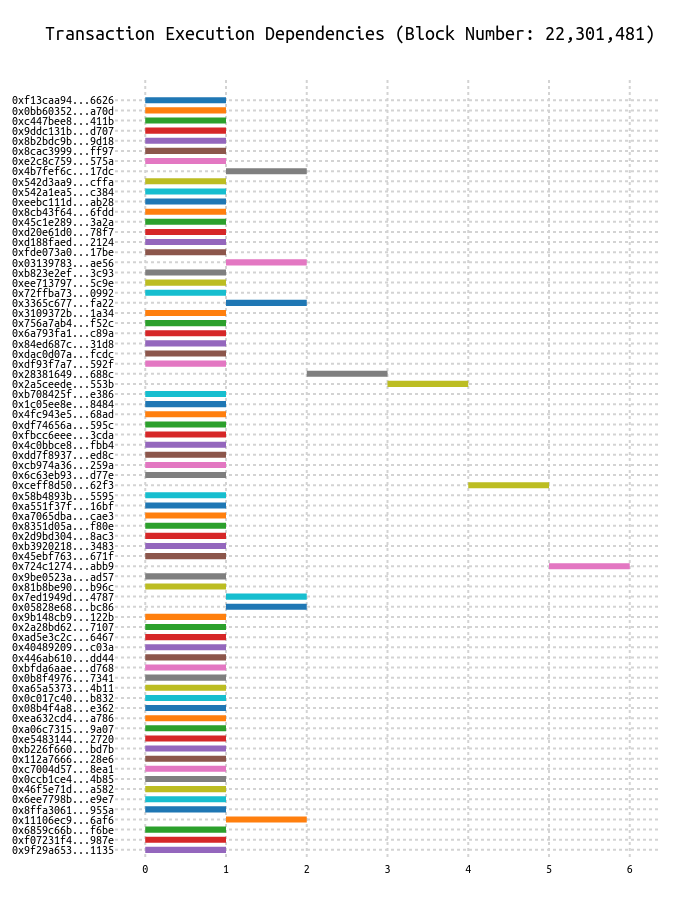 Transaction Execution Dependencies (Block Number: 22,301,481)
0xf13caa94...6626
0x0bb60352...a70d
0xc447bee8...411b
0x9ddc131b...d707
0x8b2bdc9b...9d18
0x8cac3999...ff97
0xe2c8c759...575a
0x4b7fef6c...17dc
0x542d3aa9...cffa
0x542a1ea5...c384
0xeebc111d...ab28
0x8cb43f64...6fdd
0x45c1e289...3a2a
0xd20e61d0...78f7
0xd188faed...2124
0xfde073a0...17be
0x03139783...ae56
0xb823e2ef...3c93
0xee713797...5c9e
0x72ffba73...0992
0x3365c677...fa22
0x3109372b...1a34
0x756a7ab4...f52c
0x6a793fa1...c89a
0x84ed687c...31d8
0xdac0d07a...fcdc
0xdf93f7a7...592f
0x28381649...688c
0x2a5ceede...553b
0xb708425f...e386
0x1c05ee8e...8484
0x4fc943e5...68ad
0xdf74656a...595c
0xfbcc6eee...3cda
0x4c0bbce8...fbb4
0xdd7f8937...ed8c
0xcb974a36...259a
0x6c63eb93...d77e
0xceff8d50...62f3
0x58b4893b...5595
0xa551f37f...16bf
0xa7065dba...cae3
0x8351d05a...f80e
0x2d9bd304...8ac3
0xb3920218...3483
0x45ebf763...671f
0x724c1274...abb9
0x9be0523a...ad57
0x81b8be90...b96c
0x7ed1949d...4787
0x05828e68...bc86
0x9b148cb9...122b
0x2a28bd62...7107
0xad5e3c2c...6467
0x40489209...c03a
0x446ab610...dd44
0xbfda6aae...d768
0x0b8f4976...7341
0xa65a5373...4b11
0x0c017c40...b832
0x08b4f4a8...e362
0xea632cd4...a786
0xa06c7315...9a07
0xe5483144...2720
0xb226f660...bd7b
0x112a7666...28e6
0xc7004d57...8ea1
0x0ccb1ce4...4b85
0x46f5e71d...a582
0x6ee7798b...e9e7
0x8ffa3061...955a
0x11106ec9...6af6
0x6859c66b...f6be
0xf07231f4...987e
0x9f29a653...1135
0 1 2 3 4 5 6